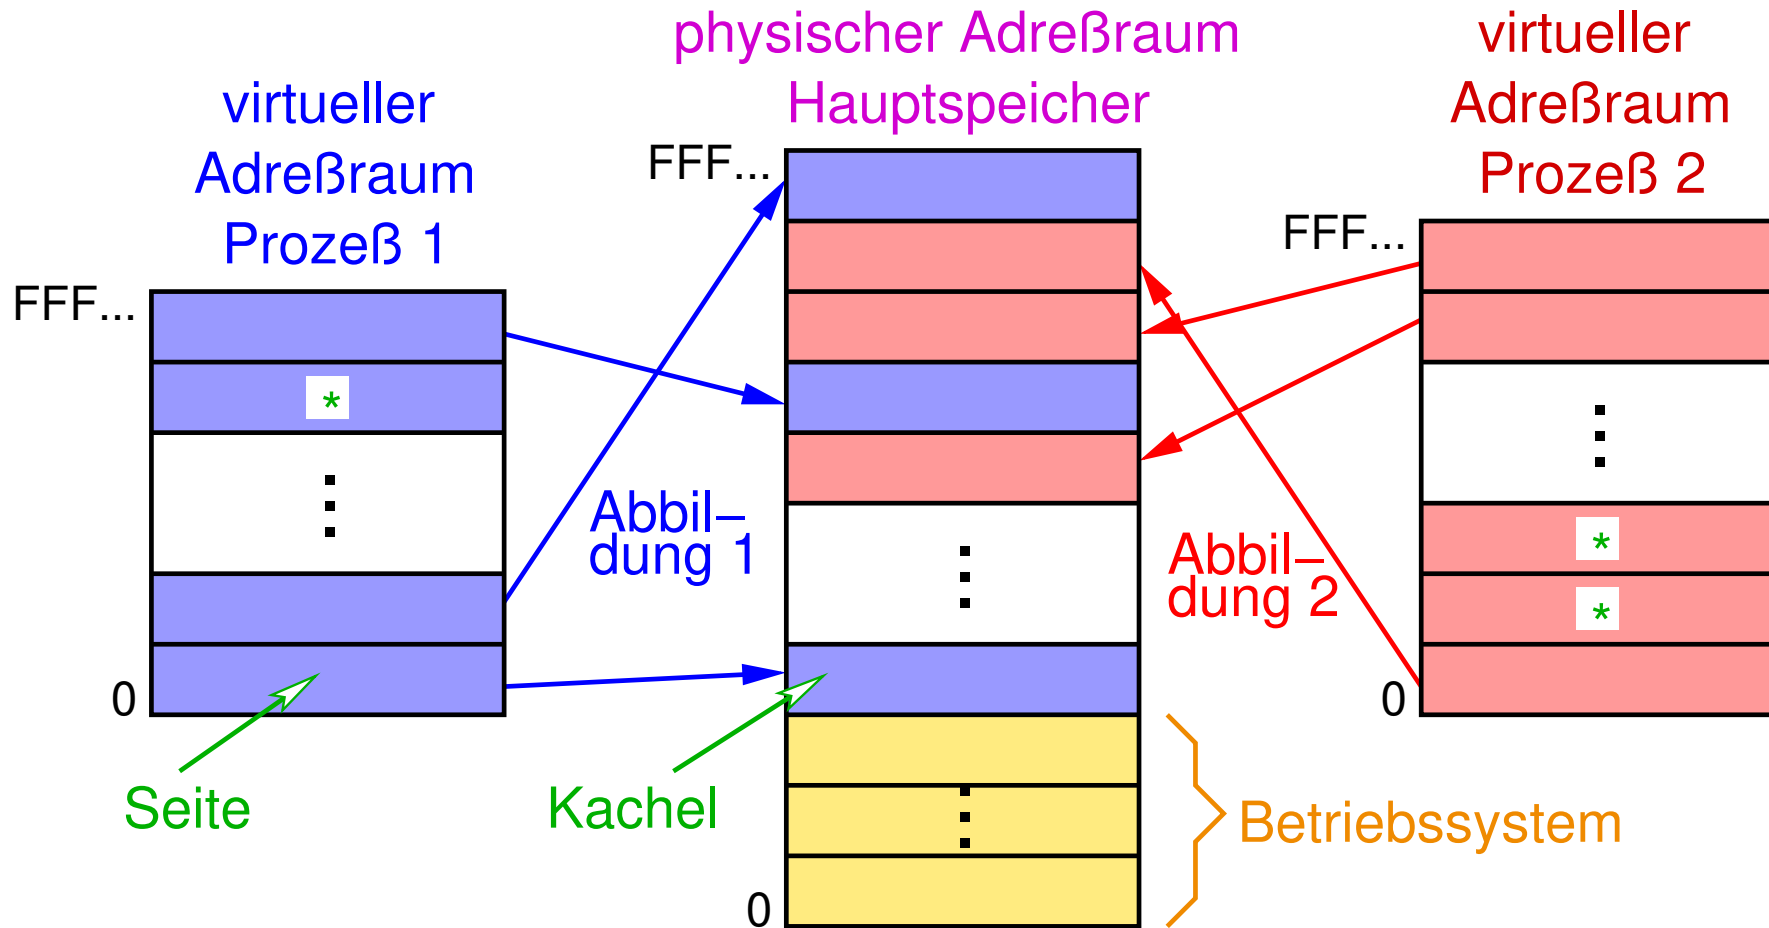 physischer Adreßraum
Hauptspeicher
virtueller
Adreßraum
Prozeß 1
virtueller
Adreßraum
Prozeß 2
FFF...
FFF...
FFF...
*
*
*
Abbil–
dung 1
Abbil–
dung 2
0
0
Seite
Kachel
Betriebssystem
0